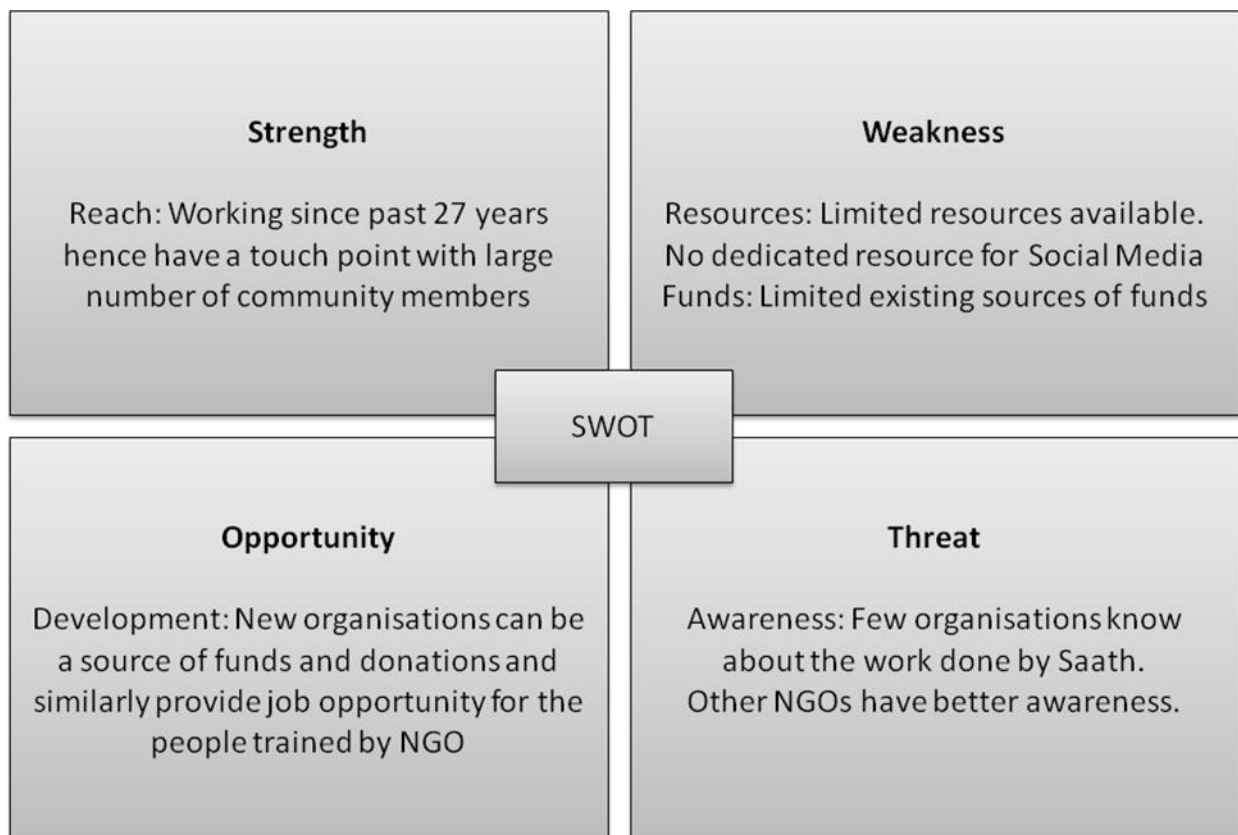 Strength
Reach: Working since past 27 years
hence have a touch point with large
number of community members
Weakness
Resources: Limited resources available.
No dedicated resource for Social Media
Funds: Limited existing sources of funds
SWOT
Opportunity
Development: New organisations can be
a source of funds and donations and
similarly provide job opportunity for the
people trained by NGO
Threat
Awareness: Few organisations know
about the work done by Saath.
Other NGOs have better awareness.